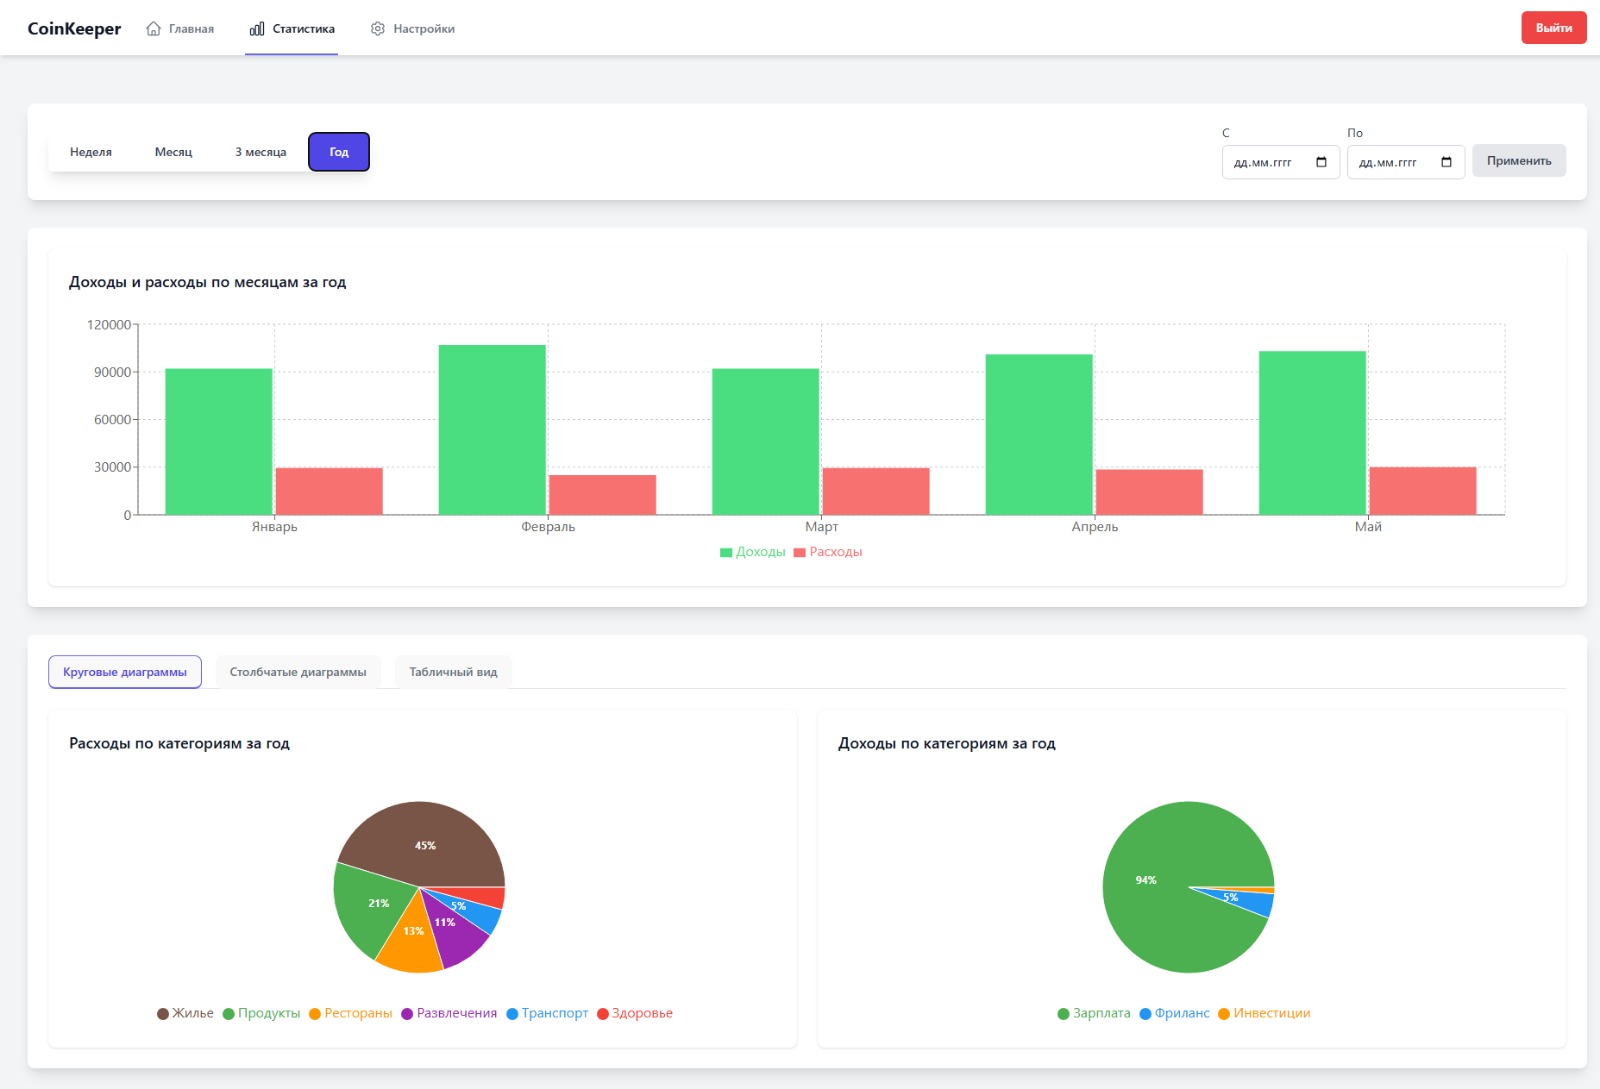 CoinKeeper Главная Статистика Настройки Выйти
С По
Неделя Месяц 3 месяца Год дд.мм.гггг дд.мм.гггг Применить
Доходы и расходы по месяцам за год
120000
90000
60000
30000
0
Январь Февраль Март Апрель Май
Доходы Расходы
Круговые диаграммы Столбчатые диаграммы Табличный вид
Расходы по категориям за год
45%
21%
13%
11%
5%
Жилье Продукты Рестораны Развлечения Транспорт Здоровье
Доходы по категориям за год
94%
5%
Зарплата Фриланс Инвестиции